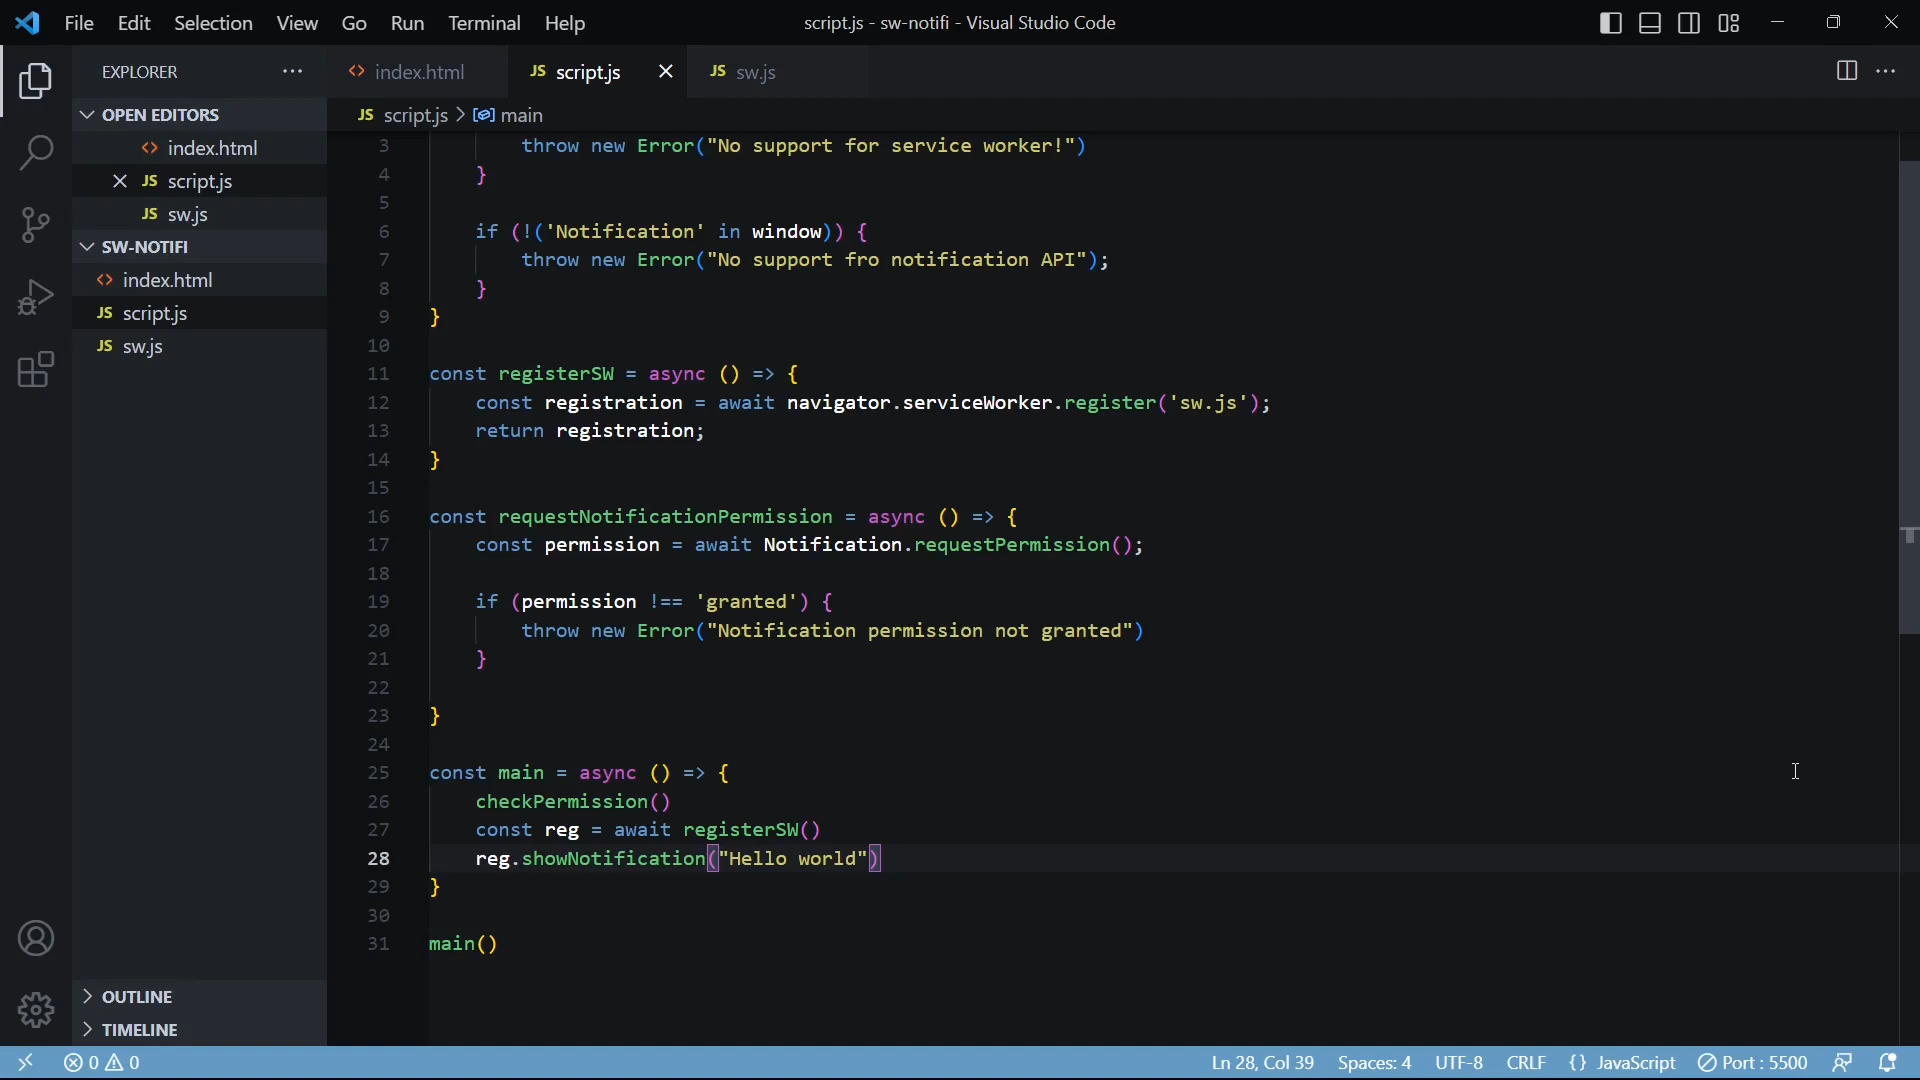 File Edit Selection View Go Run Terminal Help script.js - sw-notifi - Visual Studio Code
EXPLORER ···
index.html
JS script.js
JS sw.js
OPEN EDITORS
index.html
JS script.js
JS sw.js
SW-NOTIFI
index.html
JS script.js
JS sw.js
OUTLINE
TIMELINE
JS script.js > main
3 throw new Error("No support for service worker!")
4 }
5
6 if (!('Notification' in window)) {
7 throw new Error("No support fro notification API");
8 }
9 }
10
11 const registerSW = async () => {
12 const registration = await navigator.serviceWorker.register('sw.js');
13 return registration;
14 }
15
16 const requestNotificationPermission = async () => {
17 const permission = await Notification.requestPermission();
18
19 if (permission !== 'granted') {
20 throw new Error("Notification permission not granted")
21 }
22
23 }
24
25 const main = async () => {
26 checkPermission()
27 const reg = await registerSW()
28 reg.showNotification("Hello world")
29 }
30
31 main()
0 0 Ln 28, Col 39 Spaces: 4 UTF-8 CRLF {} JavaScript Port : 5500